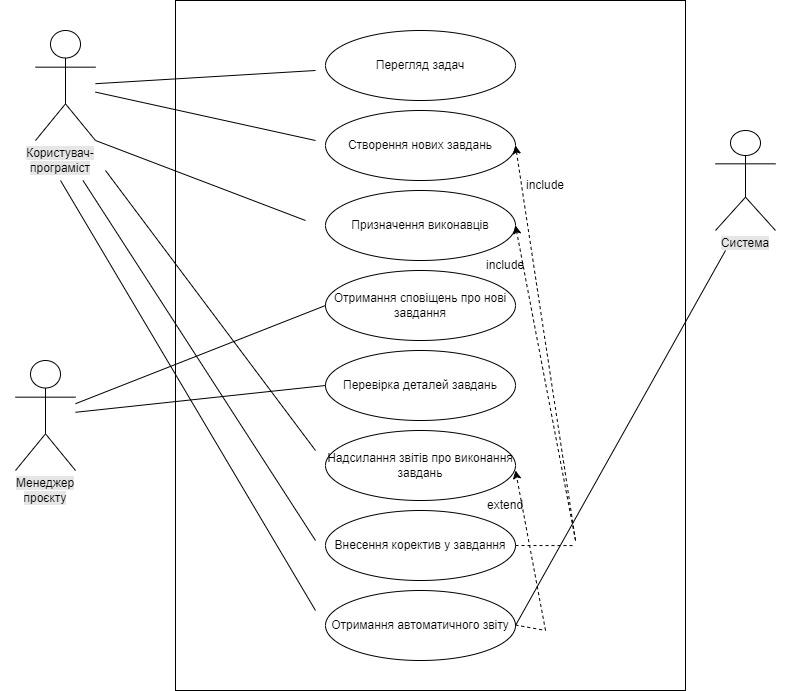 Перегляд задач
Користувач-
програміст
Створення нових завдань
include
Призначення виконавців
Система
include
Отримання сповіщень про нові
завдання
Перевірка деталей завдань
Менеджер
проєкту
Надсилання звітів про виконання
завдань
extend
Внесення коректив у завдання
Отримання автоматичного звіту